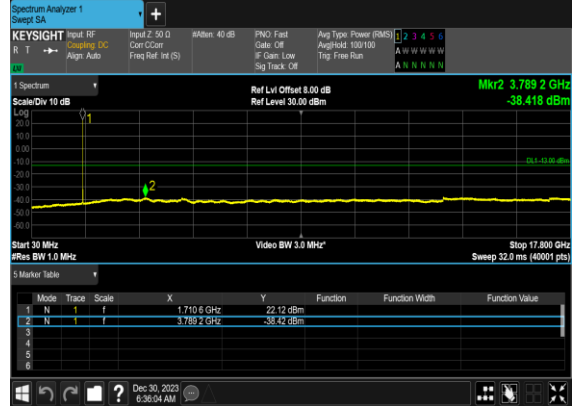 Spectrum Analyzer 1
Swept SA
KEYSIGHT Input: RF Input Z: 50 Ω #Atten: 40 dB PNO: Fast Avg Type: Power (RMS) 1 2 3 4 5 6
R T Coupling: DC Corr CCorr Gate: Off Avg|Hold: 100/100 A W W W W W
Align: Auto Freq Ref: Int (S) IF Gain: Low Trig: Free Run
Sig Track: Off A N N N N N
1 Spectrum Ref Lvl Offset 8.00 dB Mkr2 3.789 2 GHz
Scale/Div 10 dB Ref Level 30.00 dBm -38.418 dBm
Log
20.0
10.0
0.00
-10.0
-20.0
-30.0
-40.0
-50.0
-60.0
1
2
DL1 -13.00 dBm
Start 30 MHz Video BW 3.0 MHz* Stop 17.800 GHz
#Res BW 1.0 MHz Sweep 32.0 ms (40001 pts)
5 Marker Table
Mode Trace Scale X Y Function Function Width Function Value
1 N 1 f 1.710 6 GHz 22.12 dBm
2 N 1 f 3.789 2 GHz -38.42 dBm
3
4
5
6
? Dec 30, 2023
6:36:04 AM